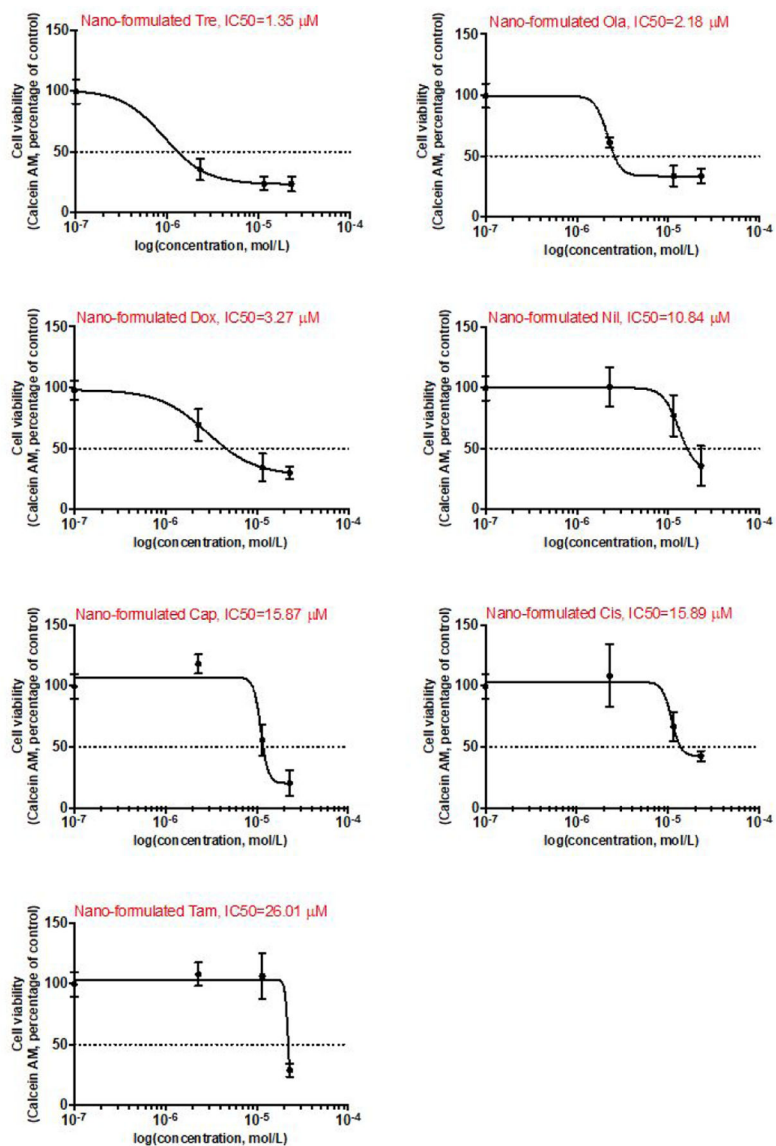 Nano-formulated Tre, IC50=1.35 μM
Cell viability
(Calcein AM, percentage of control)
150
100
50
0
10-7
10-6
10-5
10-4
log(concentration, mol/L)
Nano-formulated Ola, IC50=2.18 μM
Cell viability
(Calcein AM, percentage of control)
150
100
50
0
10-7
10-6
10-5
10-4
log(concentration, mol/L)
Nano-formulated Dox, IC50=3.27 μM
Cell viability
(Calcein AM, percentage of control)
150
100
50
0
10-7
10-6
10-5
10-4
log(concentration, mol/L)
Nano-formulated Nil, IC50=10.84 μM
Cell viability
(Calcein AM, percentage of control)
150
100
50
0
10-7
10-6
10-5
10-4
log(concentration, mol/L)
Nano-formulated Cap, IC50=15.87 μM
Cell viability
(Calcein AM, percentage of control)
150
100
50
0
10-7
10-6
10-5
10-4
log(concentration, mol/L)
Nano-formulated Cis, IC50=15.89 μM
Cell viability
(Calcein AM, percentage of control)
150
100
50
0
10-7
10-6
10-5
10-4
log(concentration, mol/L)
Nano-formulated Tam, IC50=26.01 μM
Cell viability
(Calcein AM, percentage of control)
150
100
50
0
10-7
10-6
10-5
10-4
log(concentration, mol/L)